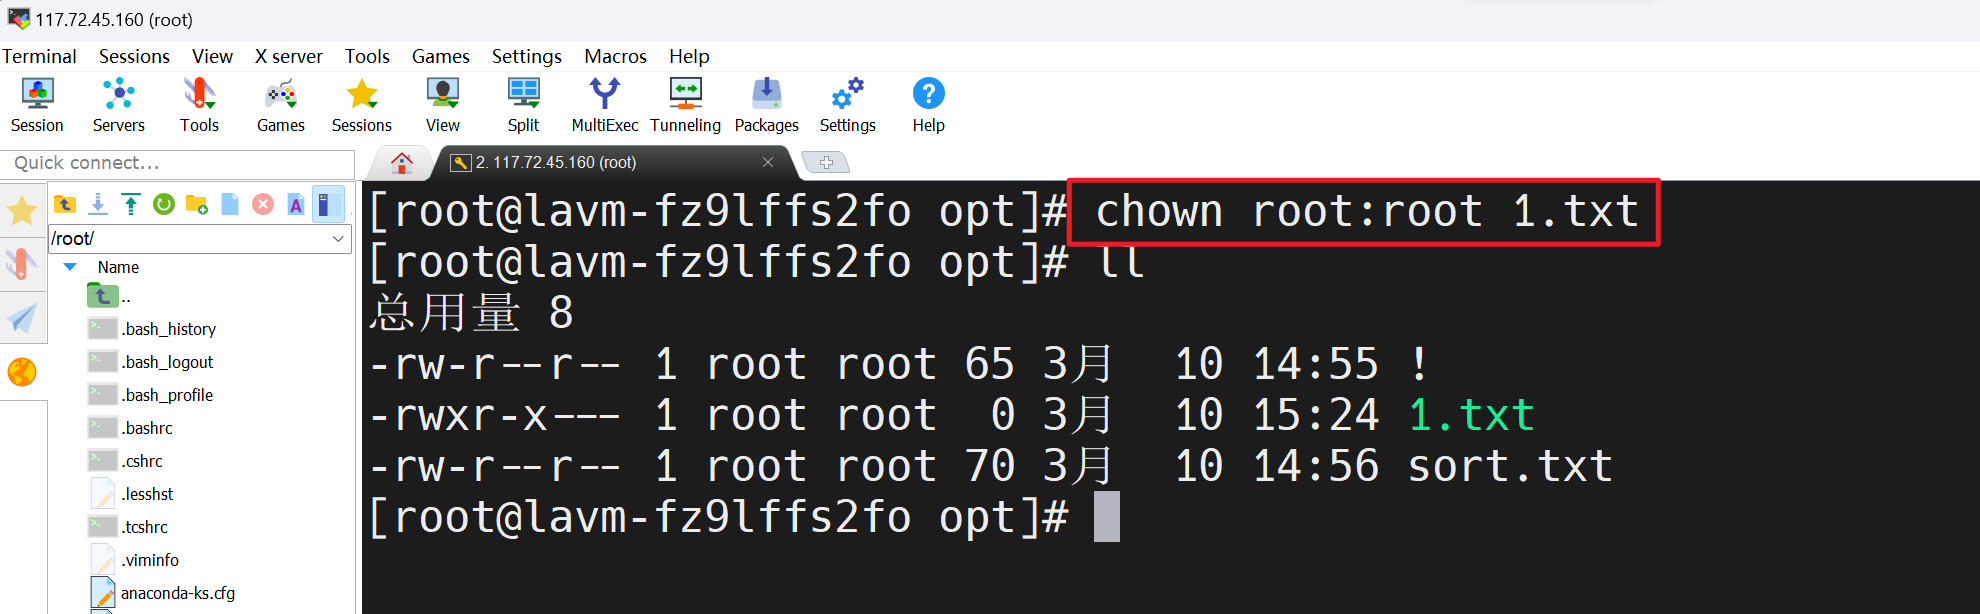 117.72.45.160 (root)
Terminal Sessions View X server Tools Games Settings Macros Help
Session Servers Tools Games Sessions View Split MultiExec Tunneling Packages Settings Help
Quick connect...
2. 117.72.45.160 (root)
/root/
Name
..
.bash_history
.bash_logout
.bash_profile
.bashrc
.cshrc
.lesshst
.tcshrc
.viminfo
anaconda-ks.cfg
[root@lavm-fz9lffs2fo opt]# chown root:root 1.txt
[root@lavm-fz9lffs2fo opt]# ll
总用量 8
-rw-r--r-- 1 root root 65 3月  10 14:55 !
-rwxr-x--- 1 root root  0 3月  10 15:24 1.txt
-rw-r--r-- 1 root root 70 3月  10 14:56 sort.txt
[root@lavm-fz9lffs2fo opt]#